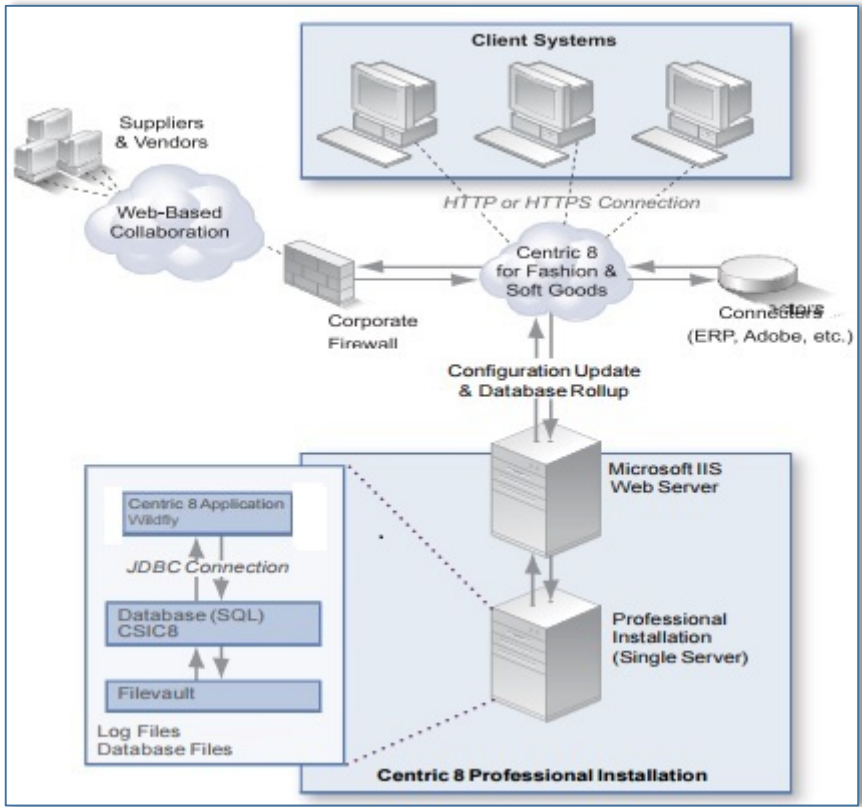 Client Systems
Suppliers
& Vendors
Web-Based
Collaboration
HTTP or HTTPS Connection
Centric 8
for Fashion &
Soft Goods
Corporate
Firewall
Connectors
(ERP, Adobe, etc.)
Configuration Update
& Database Rollup
Microsoft IIS
Web Server
Centric 8 Application
Wildfly
JDBC Connection
Database (SQL)
CSIC8
Filevault
Log Files
Database Files
Professional
Installation
(Single Server)
Centric 8 Professional Installation